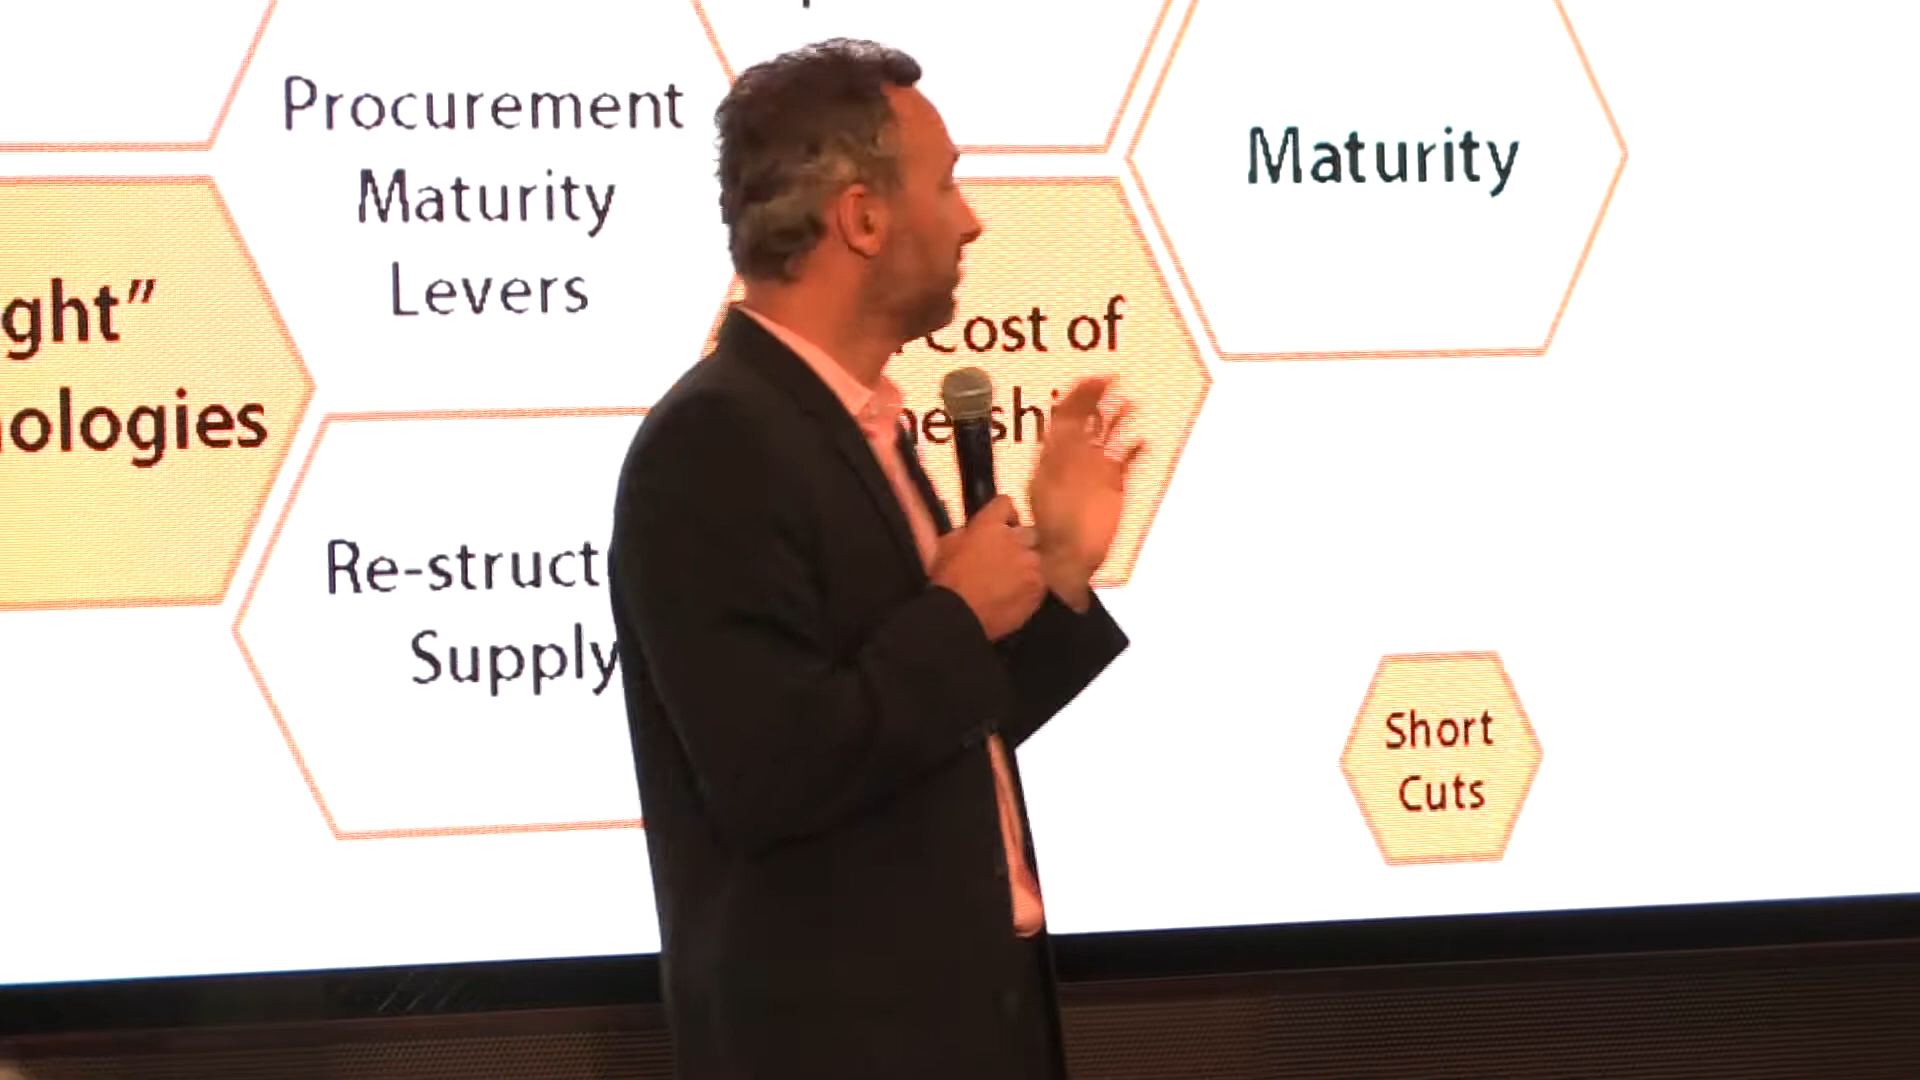 Procurement
Maturity
Levers
Maturity
ght”
ologies
Cost of
Re-struct
Supply
Short
Cuts